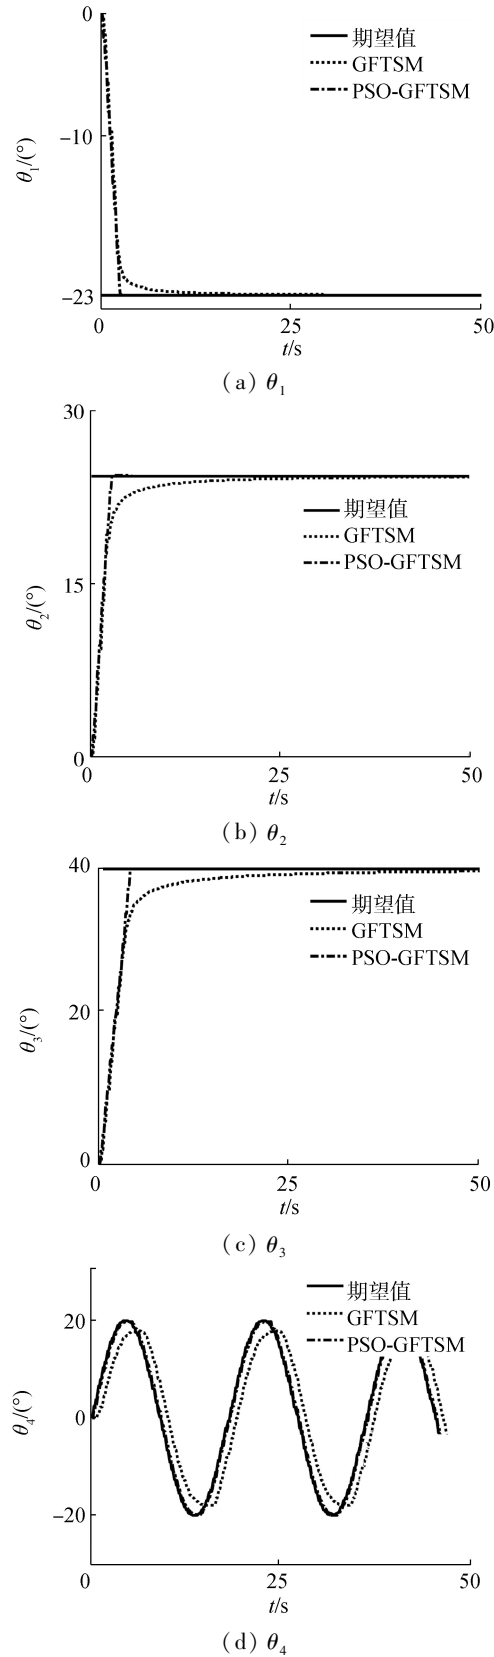 0
期望值
GFTSM
PSO-GFTSM
−10
θ1/(°)
−23
0 25 50
t/s
(a) θ1
30
期望值
GFTSM
PSO-GFTSM
15
θ2/(°)
0
0 25 50
t/s
(b) θ2
40
期望值
GFTSM
PSO-GFTSM
20
θ3/(°)
0
0 25 50
t/s
(c) θ3
期望值
GFTSM
PSO-GFTSM
20
θ4/(°)
0
−20
0 25 50
t/s
(d) θ4